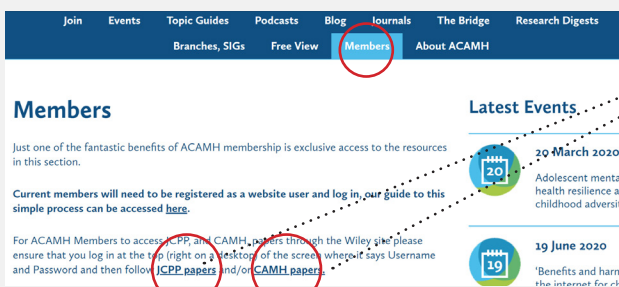 Join Events Topic Guides Podcasts Blog Journals The Bridge Research Digests
Branches, SIGs Free View Members About ACAMH
Members
Just one of the fantastic benefits of ACAMH membership is exclusive access to the resources
in this section.
Current members will need to be registered as a website user and log in, our guide to this
simple process can be accessed here.
For ACAMH Members to access JCPP, and CAMH, papers through the Wiley site please
ensure that you log in at the top (right on a desktop) of the screen where it says Username
and Password and then follow JCPP papers and/or CAMH papers.
Latest Events
20
20 March 2020
Adolescent menta
health resilience a
childhood adversi
19
19 June 2020
'Benefits and harn
the internet for ch